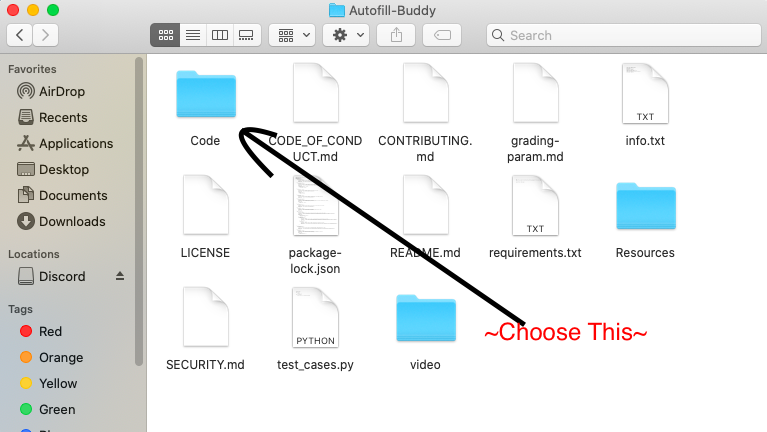 Autofill-Buddy
Search
Favorites
AirDrop
Recents
Applications
Desktop
Documents
Downloads
Locations
Discord
Tags
Red
Orange
Yellow
Green
Code
CODE_OF_COND
UCT.md
CONTRIBUTING.
md
grading-
param.md
TXT
info.txt
LICENSE
package-
lock.json
README.md
TXT
requirements.txt
Resources
SECURITY.md
PYTHON
test_cases.py
video
~Choose This~